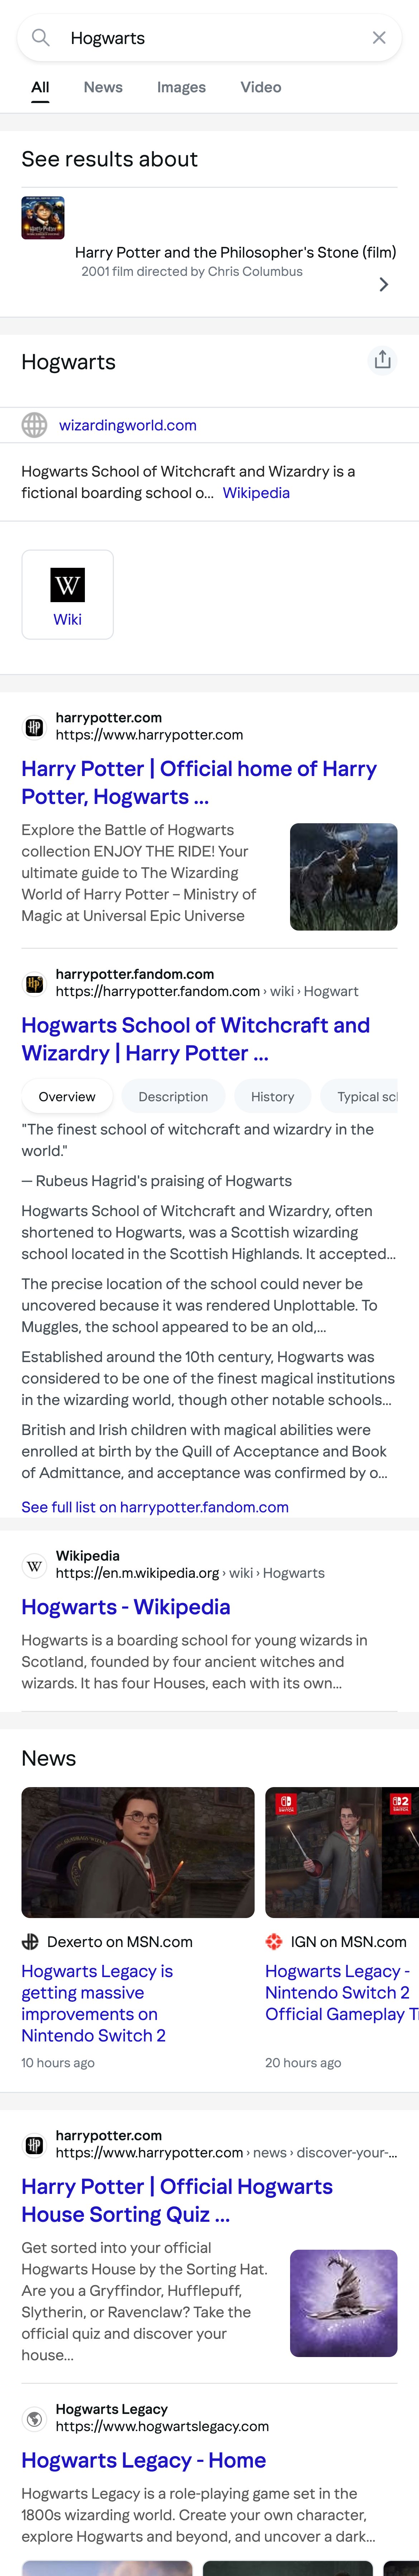 Hogwarts
All News Images Video
See results about
Harry Potter and the Philosopher's Stone (film)
2001 film directed by Chris Columbus
Hogwarts
wizardingworld.com
Hogwarts School of Witchcraft and Wizardry is a
fictional boarding school o... Wikipedia
W
Wiki
harrypotter.com
https://www.harrypotter.com
Harry Potter | Official home of Harry
Potter, Hogwarts ...
Explore the Battle of Hogwarts
collection ENJOY THE RIDE! Your
ultimate guide to The Wizarding
World of Harry Potter – Ministry of
Magic at Universal Epic Universe
harrypotter.fandom.com
https://harrypotter.fandom.com › wiki › Hogwart
Hogwarts School of Witchcraft and
Wizardry | Harry Potter ...
Overview Description History Typical scl
"The finest school of witchcraft and wizardry in the
world."
— Rubeus Hagrid's praising of Hogwarts
Hogwarts School of Witchcraft and Wizardry, often
shortened to Hogwarts, was a Scottish wizarding
school located in the Scottish Highlands. It accepted...
The precise location of the school could never be
uncovered because it was rendered Unplottable. To
Muggles, the school appeared to be an old,...
Established around the 10th century, Hogwarts was
considered to be one of the finest magical institutions
in the wizarding world, though other notable schools...
British and Irish children with magical abilities were
enrolled at birth by the Quill of Acceptance and Book
of Admittance, and acceptance was confirmed by o...
See full list on harrypotter.fandom.com
W
Wikipedia
https://en.m.wikipedia.org › wiki › Hogwarts
Hogwarts - Wikipedia
Hogwarts is a boarding school for young wizards in
Scotland, founded by four ancient witches and
wizards. It has four Houses, each with its own...
News
Dexerto on MSN.com
Hogwarts Legacy is
getting massive
improvements on
Nintendo Switch 2
10 hours ago
IGN on MSN.com
Hogwarts Legacy -
Nintendo Switch 2
Official Gameplay T
20 hours ago
harrypotter.com
https://www.harrypotter.com › news › discover-your-...
Harry Potter | Official Hogwarts
House Sorting Quiz ...
Get sorted into your official
Hogwarts House by the Sorting Hat.
Are you a Gryffindor, Hufflepuff,
Slytherin, or Ravenclaw? Take the
official quiz and discover your
house...
Hogwarts Legacy
https://www.hogwartslegacy.com
Hogwarts Legacy - Home
Hogwarts Legacy is a role-playing game set in the
1800s wizarding world. Create your own character,
explore Hogwarts and beyond, and uncover a dark...